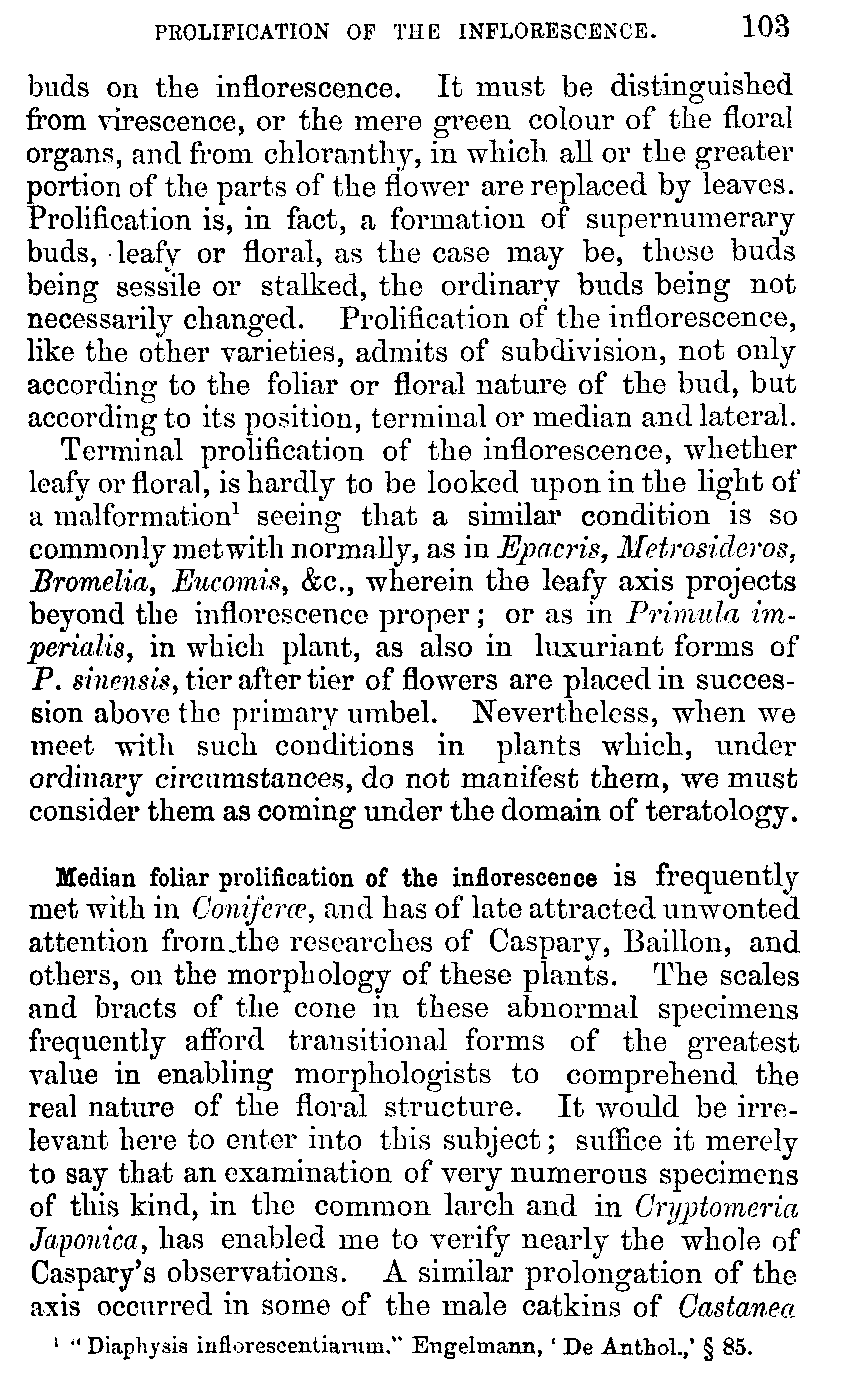 PROLIFICATION OF THE INFLORESCENCE. 103
buds on the inflorescence. It must be distinguished
from virescence, or the mere green colour of the floral
organs, and from chloranthy, in which all or the greater
portion of the parts of the flower are replaced by leaves.
Prolification is, in fact, a formation of supernumerary
buds, leafy or floral, as the case may be, these buds
being sessile or stalked, the ordinary buds being not
necessarily changed. Prolification of the inflorescence,
like the other varieties, admits of subdivision, not only
according to the foliar or floral nature of the bud, but
according to its position, terminal or median and lateral.
Terminal prolification of the inflorescence, whether
leafy or floral, is hardly to be looked upon in the light of
a malformation¹ seeing that a similar condition is so
commonly met with normally, as in Epacris, Metrosideros,
Bromelia, Eucomis, &c., wherein the leafy axis projects
beyond the inflorescence proper; or as in Primula im-
perialis, in which plant, as also in luxuriant forms of
P. sinensis, tier after tier of flowers are placed in succes-
sion above the primary umbel. Nevertheless, when we
meet with such conditions in plants which, under
ordinary circumstances, do not manifest them, we must
consider them as coming under the domain of teratology.
Median foliar prolification of the inflorescence is frequently
met with in Coniferæ, and has of late attracted unwonted
attention from the researches of Caspary, Baillon, and
others, on the morphology of these plants. The scales
and bracts of the cone in these abnormal specimens
frequently afford transitional forms of the greatest
value in enabling morphologists to comprehend the
real nature of the floral structure. It would be irre-
levant here to enter into this subject; suffice it merely
to say that an examination of very numerous specimens
of this kind, in the common larch and in Cryptomeria
Japonica, has enabled me to verify nearly the whole of
Caspary's observations. A similar prolongation of the
axis occurred in some of the male catkins of Castanea
¹ "Diaphysis inflorescentiarum." Engelmann, 'De Anthol.,' § 85.